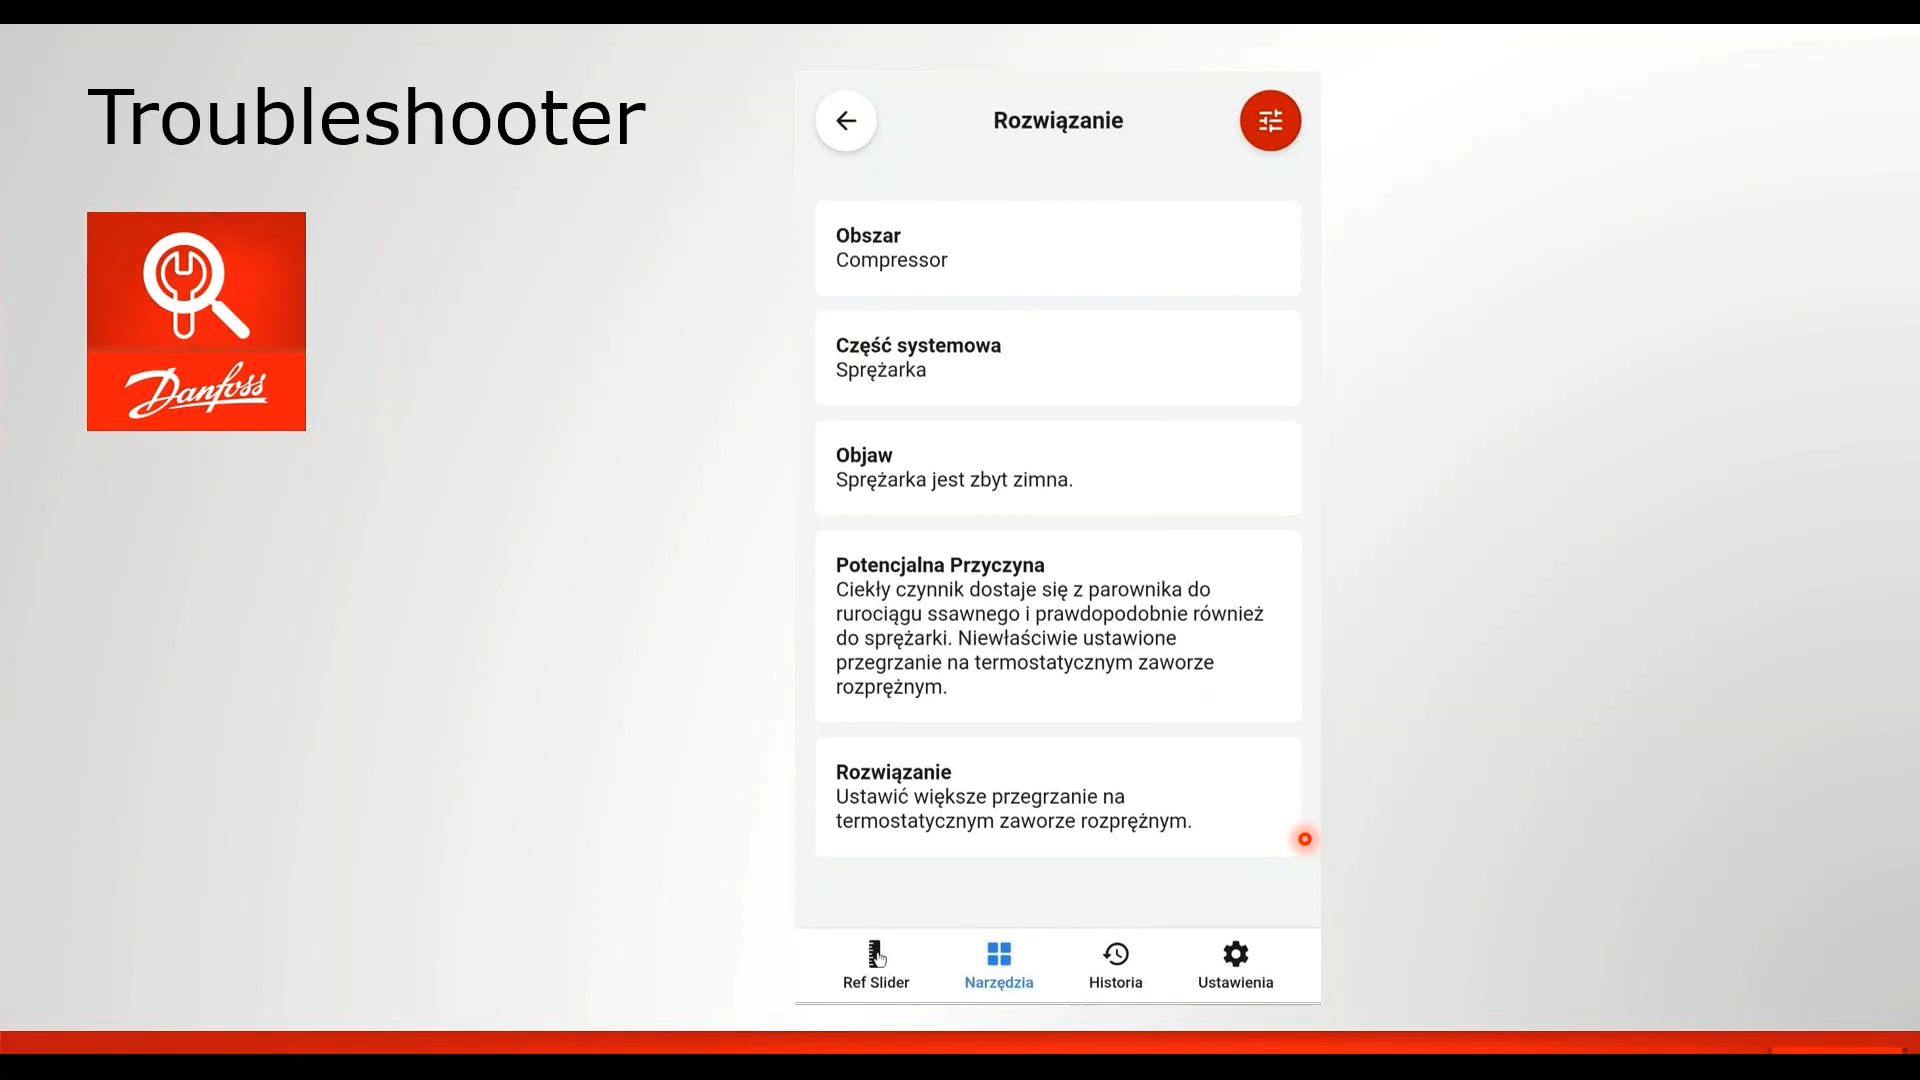 Troubleshooter
Danfoss
Rozwiązanie
Obszar
Compressor
Część systemowa
Sprężarka
Objaw
Sprężarka jest zbyt zimna.
Potencjalna Przyczyna
Ciekły czynnik dostaje się z parownika do
rurociągu ssawnego i prawdopodobnie również
do sprężarki. Niewłaściwie ustawione
przegrzanie na termostatycznym zaworze
rozprężnym.
Rozwiązanie
Ustawić większe przegrzanie na
termostatycznym zaworze rozprężnym.
Ref Slider
Narzędzia
Historia
Ustawienia